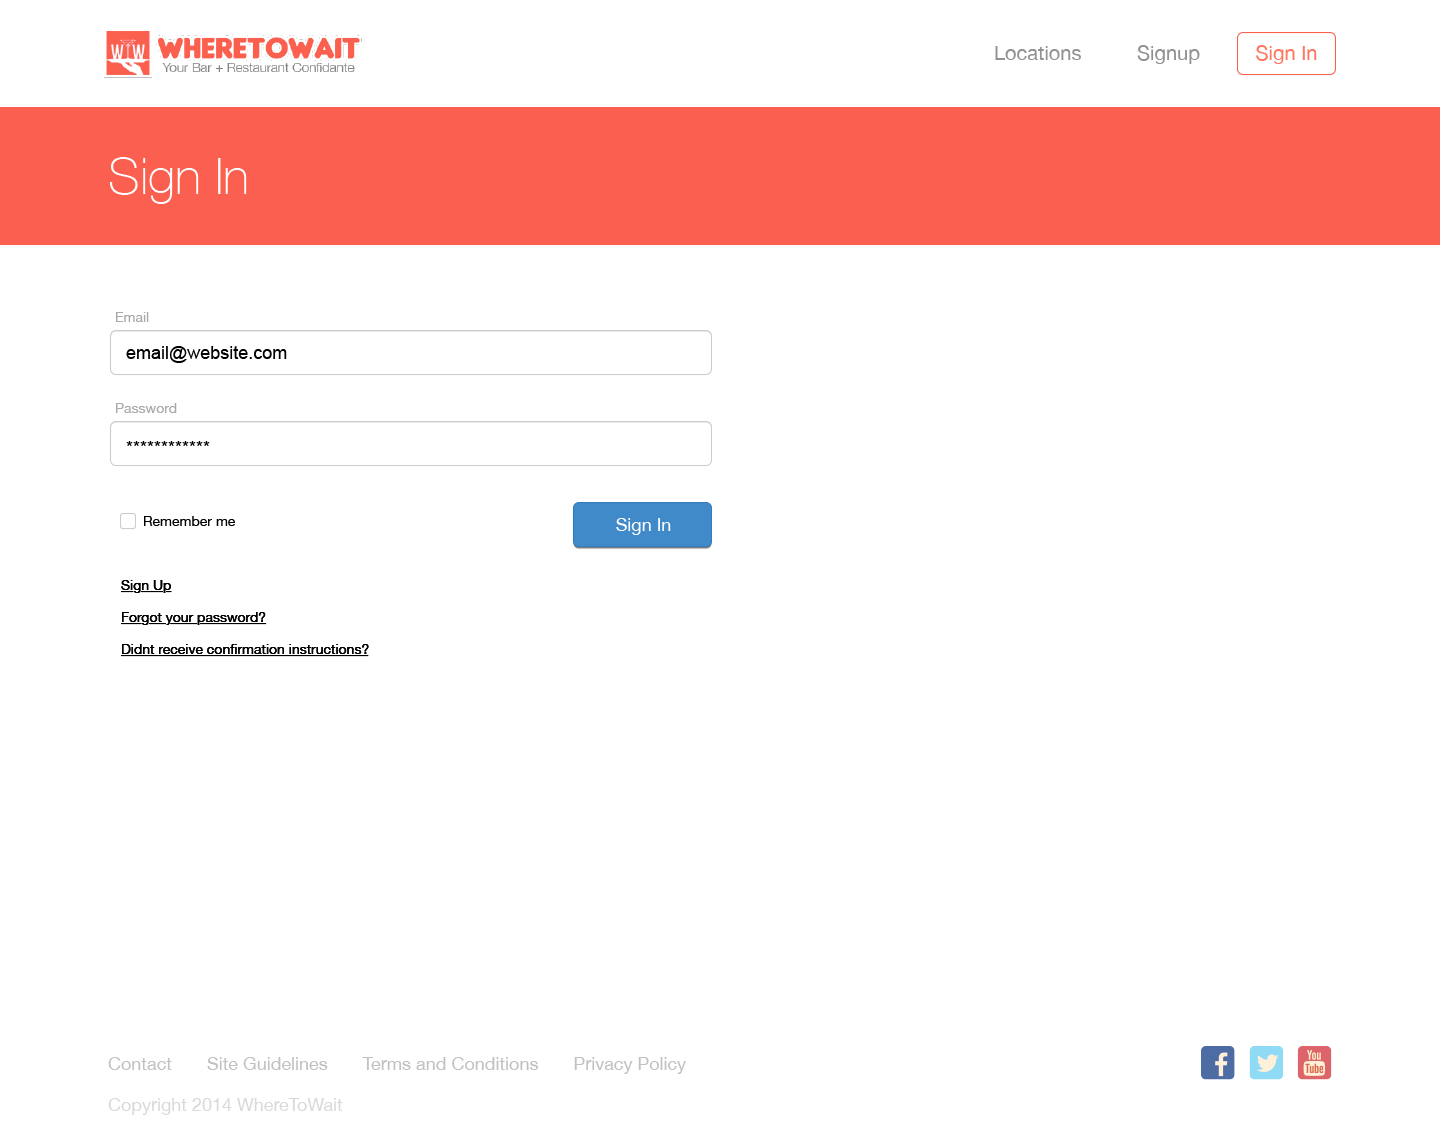 WTW WHERETOWAIT
Your Bar + Restaurant Confidante
Locations Signup Sign In
Sign In
Email
email@website.com
Password
************
Remember me Sign In
Sign Up
Forgot your password?
Didnt receive confirmation instructions?
Contact Site Guidelines Terms and Conditions Privacy Policy
f You Tube
Copyright 2014 WhereToWait